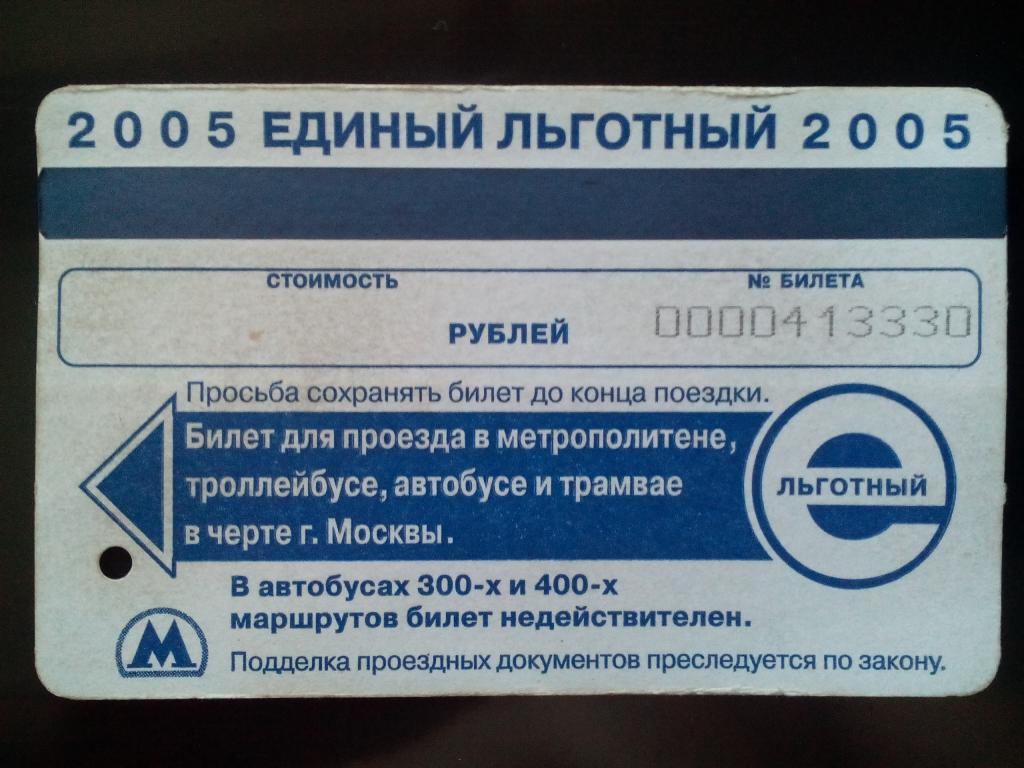 2005 ЕДИНЫЙ ЛЬГОТНЫЙ 2005
СТОИМОСТЬ № БИЛЕТА
РУБЛЕЙ 0000413330
Просьба сохранять билет до конца поездки.
Билет для проезда в метрополитене,
троллейбусе, автобусе и трамвае
в черте г. Москвы.
е
ЛЬГОТНЫЙ
В автобусах 300-х и 400-х
маршрутов билет недействителен.
М
Подделка проездных документов преследуется по закону.